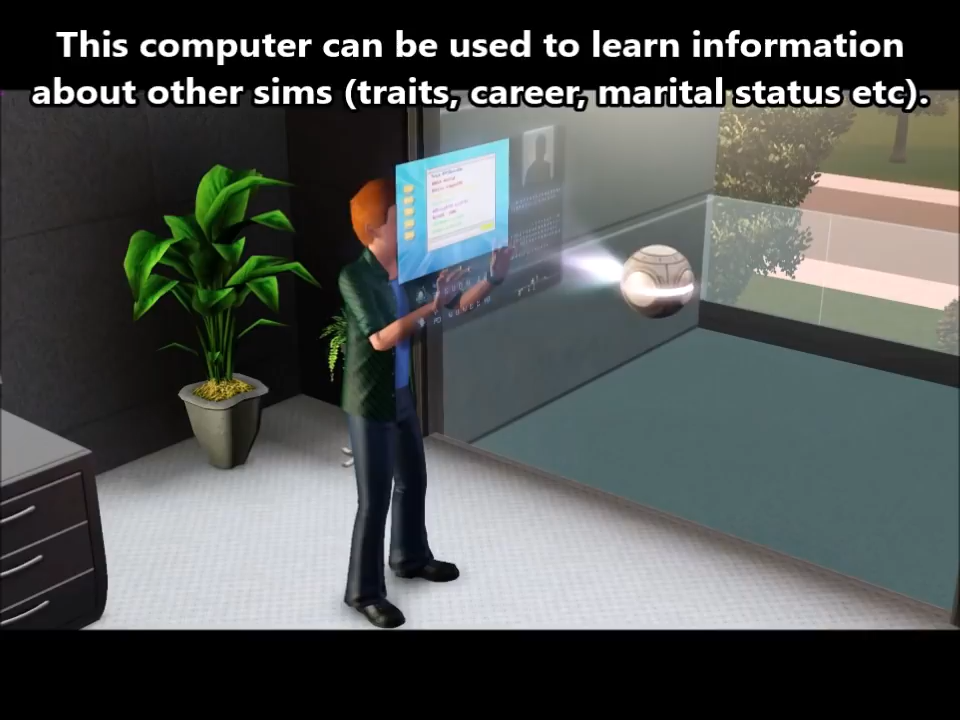 This computer can be used to learn information
about other sims (traits, career, marital status etc).